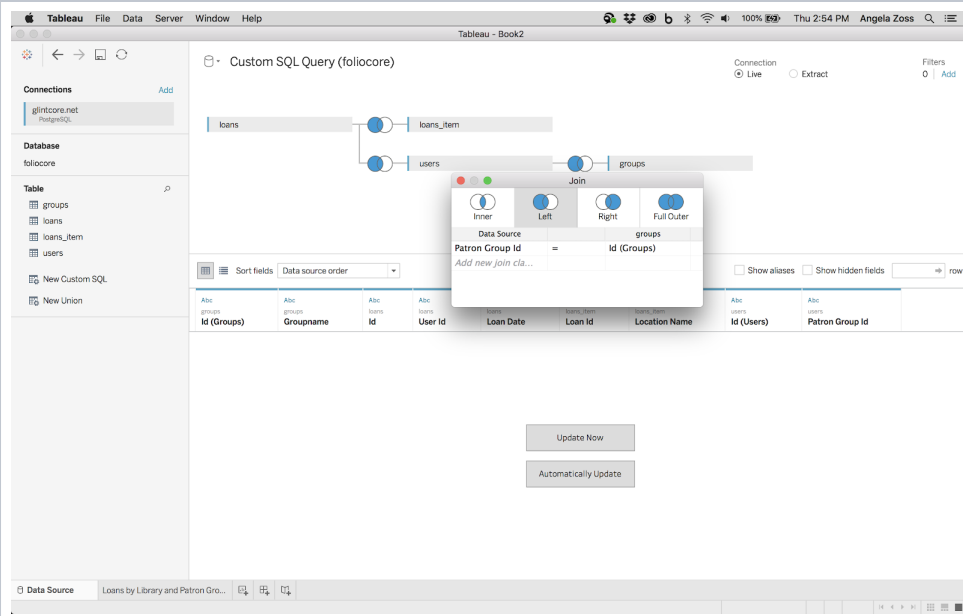 Tableau File Data Server Window Help 100% Thu 2:54 PM Angela Zoss
Tableau - Book2
Connections Add
glintcore.net
PostgreSQL
Database
foliocore
Table
groups
loans
loans_item
users
New Custom SQL
New Union
Custom SQL Query (foliocore)
Connection
Live Extract
Filters
0 Add
loans
loans_item
users
groups
Join
Inner Left Right Full Outer
Data Source groups
Patron Group Id = Id (Groups)
Add new join cla...
Sort fields Data source order
Show aliases Show hidden fields row
Abc Abc Abc Abc Abc Abc
groups groups loans loans loans loans_item loans_item users users
Id (Groups) Groupname Id User Id Loan Date Loan Id Location Name Id (Users) Patron Group Id
Update Now
Automatically Update
Data Source Loans by Library and Patron Gro...